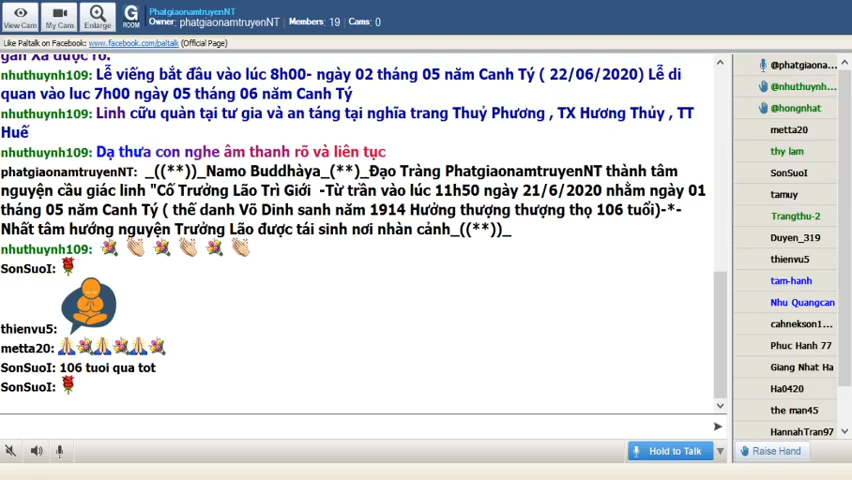 View Cam
My Cam
Enlarge
G
ROOM
PhatgiaonamtruyenNT
Owner: phatgiaonamtruyenNT Members: 19 Cams: 0
Like Paltalk on Facebook: www.facebook.com/paltalk (Official Page)
nhuthuynh109: Lễ viếng bắt đầu vào lúc 8h00- ngày 02 tháng 05 năm Canh Tý ( 22/06/2020) Lễ di
quan vào luc 7h00 ngày 05 tháng 06 năm Canh Tý
nhuthuynh109: Linh cữu quàn tại tư gia và an táng tại nghĩa trang Thuỷ Phương , TX Hương Thủy , TT
Huế
nhuthuynh109: Dạ thưa con nghe âm thanh rõ và liên tục
phatgiaonamtruyenNT: _((**))_Namo Buddhàya_(*)_Đạo Tràng PhatgiaonamtruyenNT thành tâm
nguyện cầu giác linh "Cố Trưởng Lão Trì Giới -Từ trần vào lúc 11h50 ngày 21/6/2020 nhằm ngày 01
tháng 05 năm Canh Tý ( thế danh Võ Dinh sanh năm 1914 Hưởng thượng thượng thọ 106 tuổi)-*-
Nhất tâm hướng nguyện Trưởng Lão được tái sinh nơi nhàn cảnh_((**))_
nhuthuynh109:
SonSuoI:
thienvu5:
metta20:
SonSuoI: 106 tuoi qua tot
SonSuoI:
Hold to Talk
@phatgiaona...
@nhuthuynh...
@hongnhat
metta20
thy lam
SonSuoI
tamuy
Trangthu-2
Duyen_319
thienvu5
tam-hanh
Nhu Quangcan
cahnekson1...
Phuc Hanh 77
Giang Nhat Ha
Ha0420
the man45
HannahTran97
Raise Hand